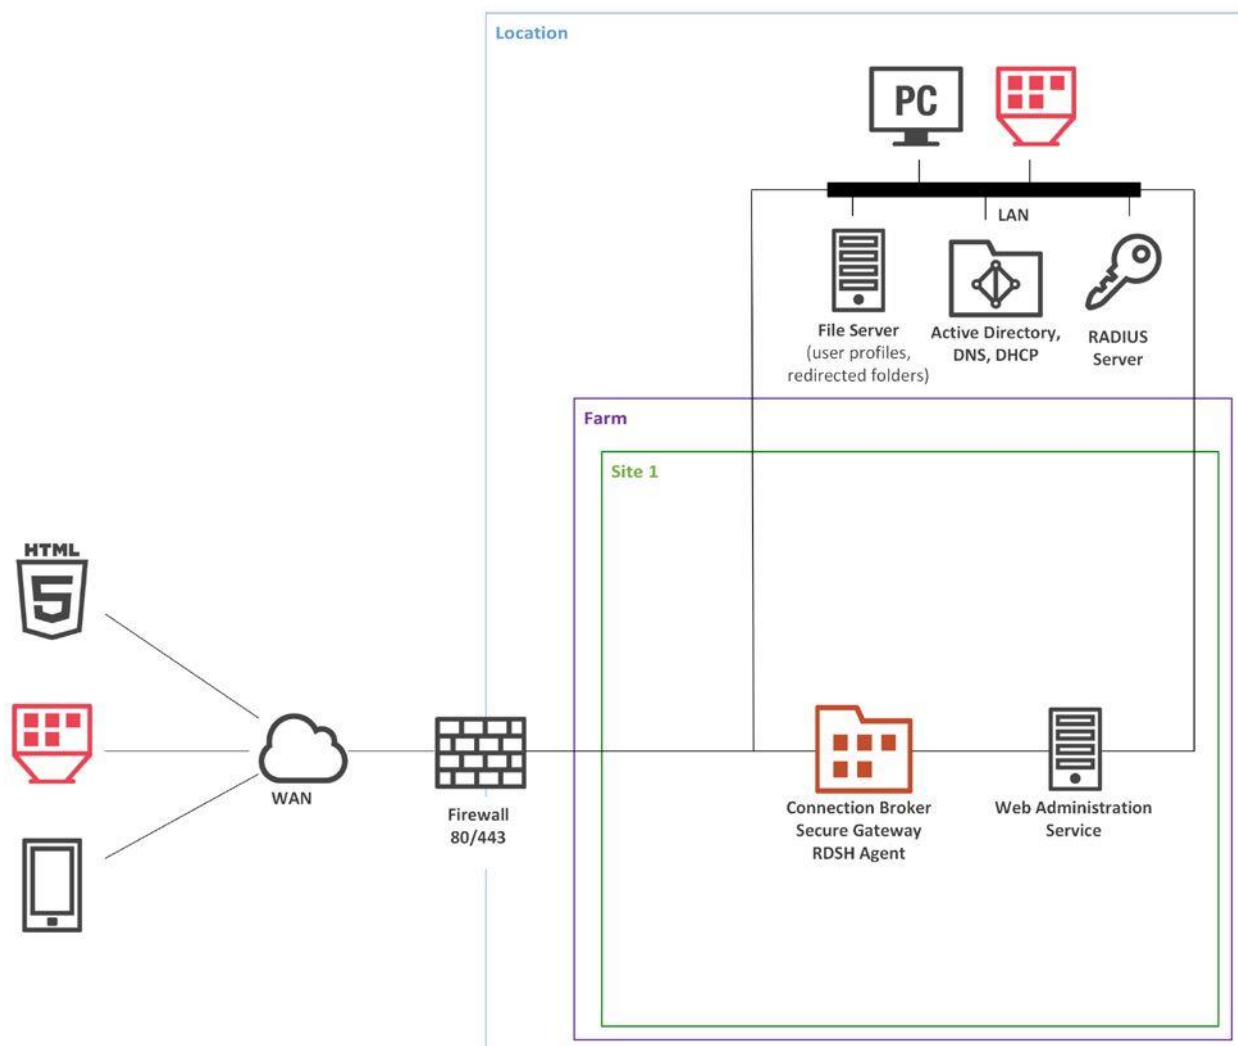 Location
PC
LAN
File Server
(user profiles,
redirected folders)
Active Directory,
DNS, DHCP
RADIUS
Server
Farm
Site 1
HTML
5
WAN
Firewall
80/443
Connection Broker
Secure Gateway
RDSH Agent
Web Administration
Service